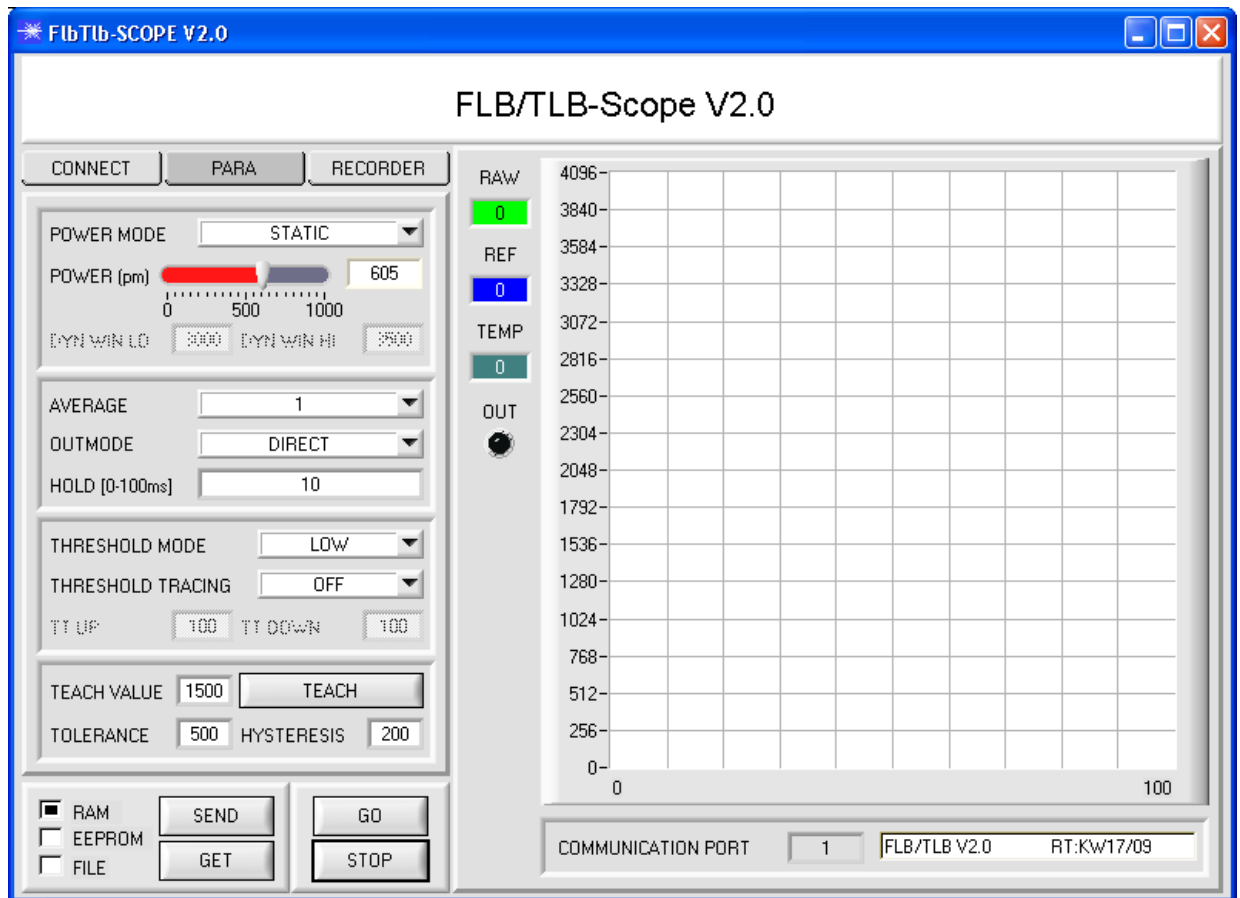 FlbTlb-SCOPE V2.0
FLB/TLB-Scope V2.0
CONNECT PARA RECORDER
POWER MODE STATIC
POWER (pm) 605
0 500 1000
DYN WIN LO 3000 DYN WIN HI 3500
AVERAGE 1
OUTMODE DIRECT
HOLD [0-100ms] 10
THRESHOLD MODE LOW
THRESHOLD TRACING OFF
TT UP 100 TT DOWN 100
TEACH VALUE 1500 TEACH
TOLERANCE 500 HYSTERESIS 200
RAM
EEPROM
FILE
SEND
GET
GO
STOP
RAW
0
REF
0
TEMP
0
OUT
4096
3840
3584
3328
3072
2816
2560
2304
2048
1792
1536
1280
1024
768
512
256
0
0 100
COMMUNICATION PORT 1 FLB/TLB V2.0 RT:KW17/09